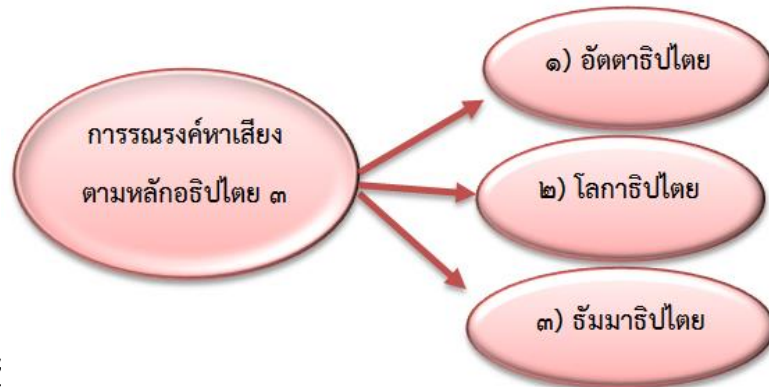 การรณรงค์หาเสียง
ตามหลักอธิปไตย ๓
๑) อัตตาธิปไตย
๒) โลกาธิปไตย
๓) ธัมมาธิปไตย